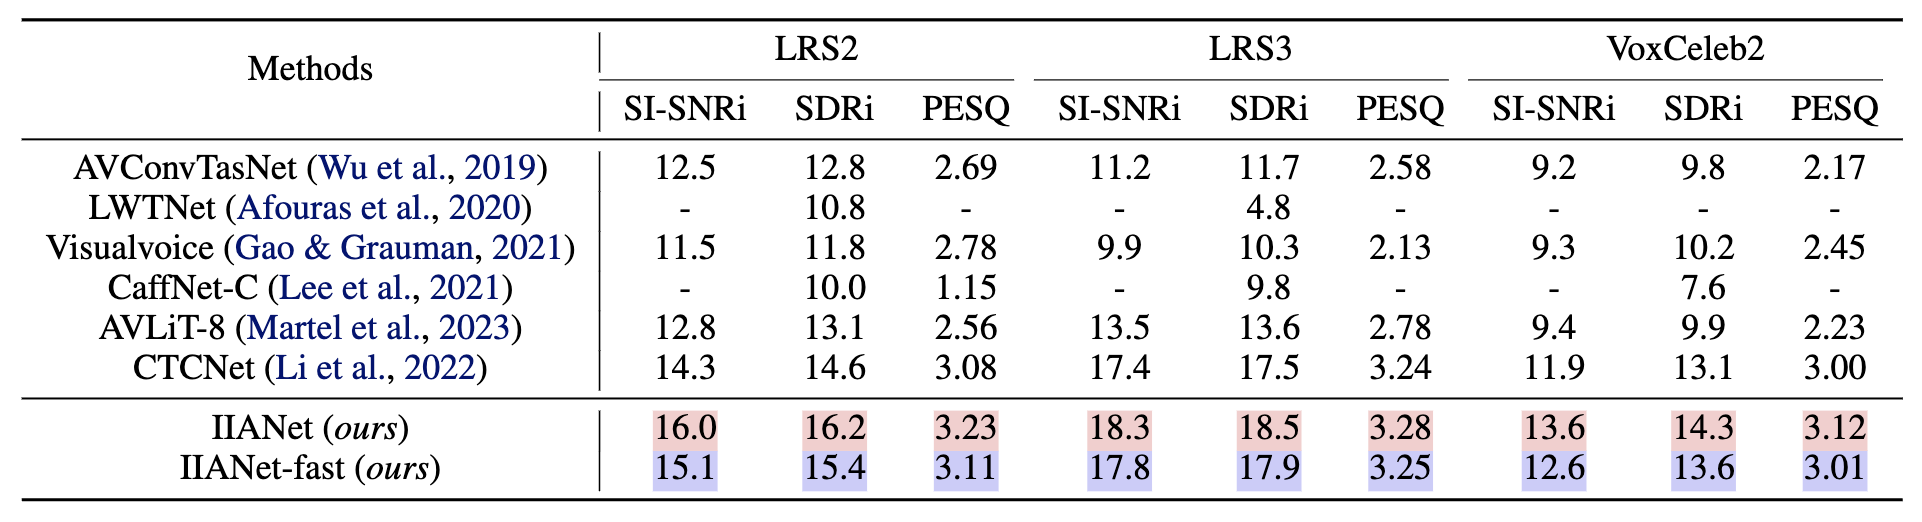 Methods LRS2 LRS3 VoxCeleb2
SI-SNRi SDRi PESQ SI-SNRi SDRi PESQ SI-SNRi SDRi PESQ
AVConvTasNet (Wu et al., 2019) 12.5 12.8 2.69 11.2 11.7 2.58 9.2 9.8 2.17
LWTNet (Afouras et al., 2020) - 10.8 - - 4.8 - - - -
Visualvoice (Gao & Grauman, 2021) 11.5 11.8 2.78 9.9 10.3 2.13 9.3 10.2 2.45
CaffNet-C (Lee et al., 2021) - 10.0 1.15 - 9.8 - - 7.6 -
AVLiT-8 (Martel et al., 2023) 12.8 13.1 2.56 13.5 13.6 2.78 9.4 9.9 2.23
CTCNet (Li et al., 2022) 14.3 14.6 3.08 17.4 17.5 3.24 11.9 13.1 3.00
IIANet (ours) 16.0 16.2 3.23 18.3 18.5 3.28 13.6 14.3 3.12
IIANet-fast (ours) 15.1 15.4 3.11 17.8 17.9 3.25 12.6 13.6 3.01